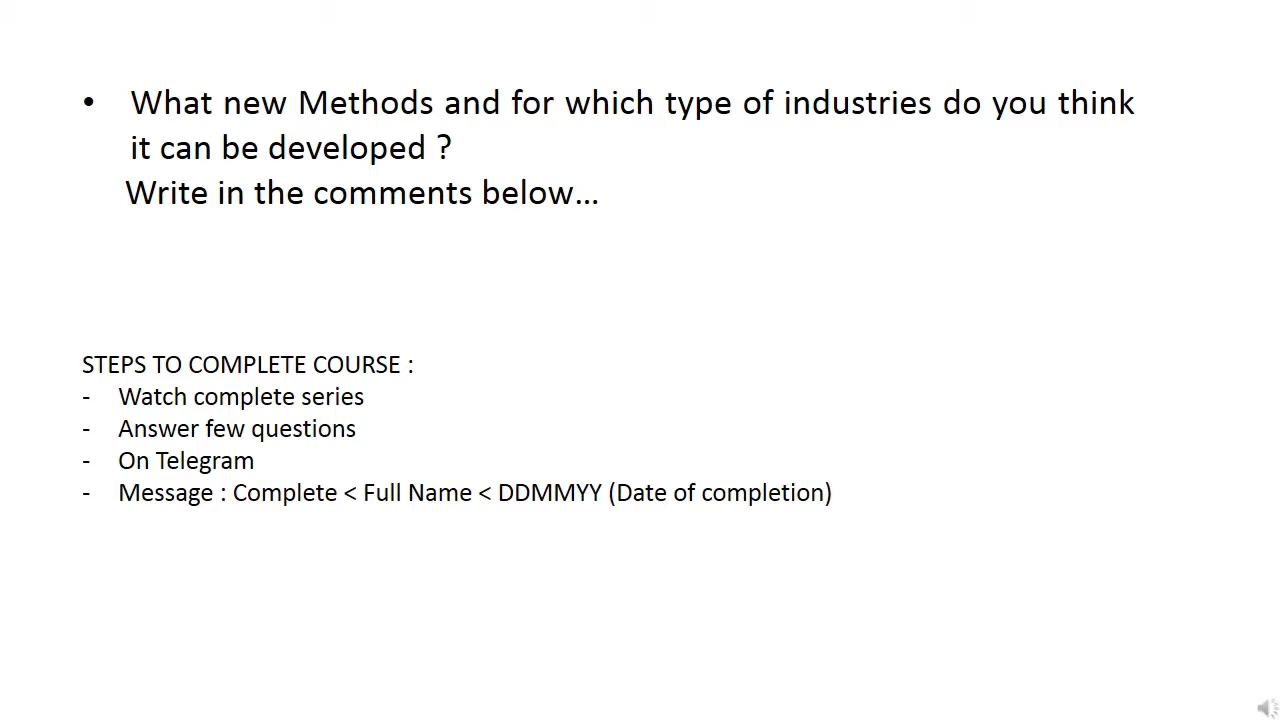 • What new Methods and for which type of industries do you think
it can be developed ?
Write in the comments below...
STEPS TO COMPLETE COURSE :
- Watch complete series
- Answer few questions
- On Telegram
- Message : Complete < Full Name < DDMMYY (Date of completion)